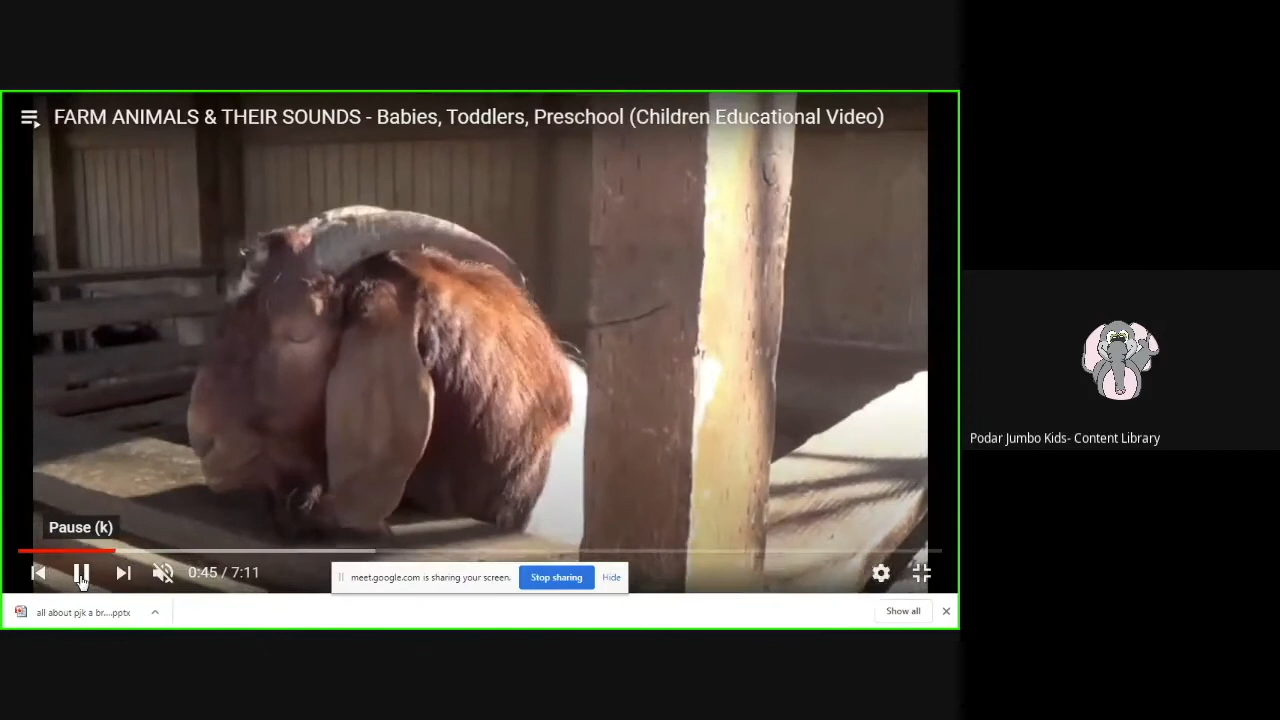 FARM ANIMALS & THEIR SOUNDS - Babies, Toddlers, Preschool (Children Educational Video)
Podar Jumbo Kids- Content Library
Pause (k)
0:45 / 7:11
meet.google.com is sharing your screen.
Stop sharing
Hide
all about pjk a br....pptx
Show all